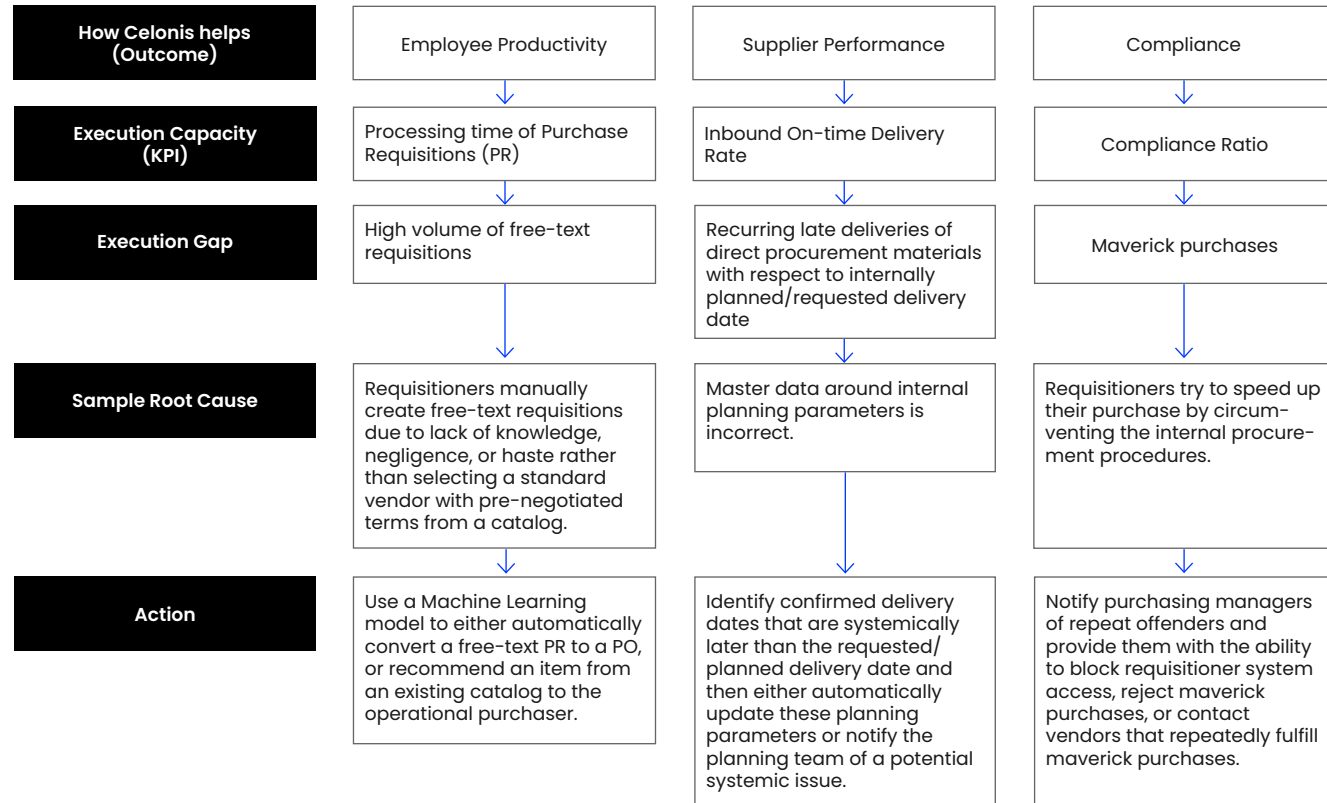 How Celonis helps
(Outcome)
Employee Productivity
Supplier Performance
Compliance
Execution Capacity
(KPI)
Processing time of Purchase
Requisitions (PR)
Inbound On-time Delivery
Rate
Compliance Ratio
Execution Gap
High volume of free-text
requisitions
Recurring late deliveries of
direct procurement materials
with respect to internally
planned/requested delivery
date
Maverick purchases
Sample Root Cause
Requisitioners manually
create free-text requisitions
due to lack of knowledge,
negligence, or haste rather
than selecting a standard
vendor with pre-negotiated
terms from a catalog.
Master data around internal
planning parameters is
incorrect.
Requisitioners try to speed up
their purchase by circum-
venting the internal procure-
ment procedures.
Action
Use a Machine Learning
model to either automatically
convert a free-text PR to a PO,
or recommend an item from
an existing catalog to the
operational purchaser.
Identify confirmed delivery
dates that are systemically
later than the requested/
planned delivery date and
then either automatically
update these planning
parameters or notify the
planning team of a potential
systemic issue.
Notify purchasing managers
of repeat offenders and
provide them with the ability
to block requisitioner system
access, reject maverick
purchases, or contact
vendors that repeatedly fulfill
maverick purchases.